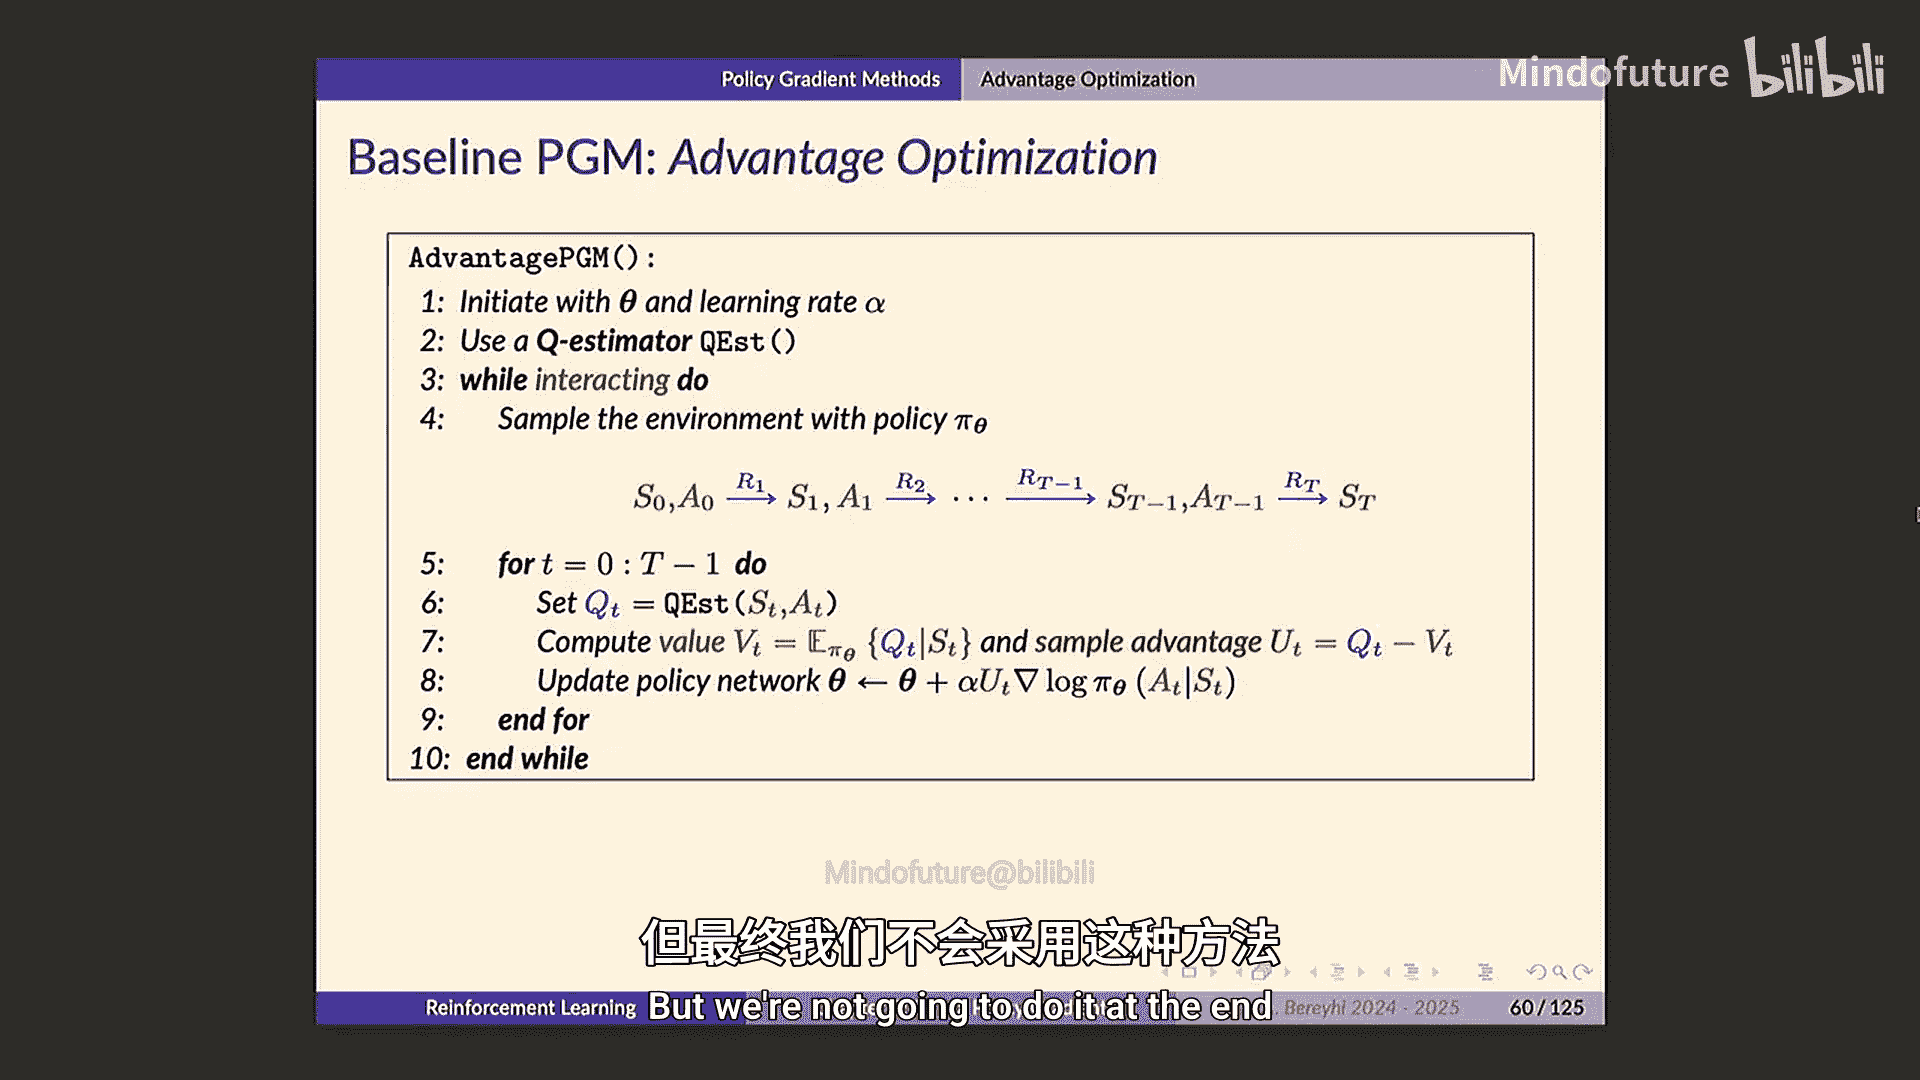 Policy Gradient Methods Advantage Optimization
Mindofuture bilibili
Baseline PGM: Advantage Optimization
AdvantagePGM():
1: Initiate with θ and learning rate α
2: Use a Q-estimator QEst()
3: while interacting do
4: Sample the environment with policy π_θ
S_0,A_0 →^{R_1} S_1,A_1 →^{R_2} ⋯ →^{R_{T−1}} S_{T−1},A_{T−1} →^{R_T} S_T
5: for t = 0 : T − 1 do
6: Set Q_t = QEst(S_t,A_t)
7: Compute value V_t = 𝔼_{π_θ} {Q_t|S_t} and sample advantage U_t = Q_t − V_t
8: Update policy network θ ← θ + αU_t∇ log π_θ (A_t|S_t)
9: end for
10: end while
Mindofuture@bilibili
但最终我们不会采用这种方法
But we're not going to do it at the end
Reinforcement Learning Bereyhi 2024 - 2025 60 / 125